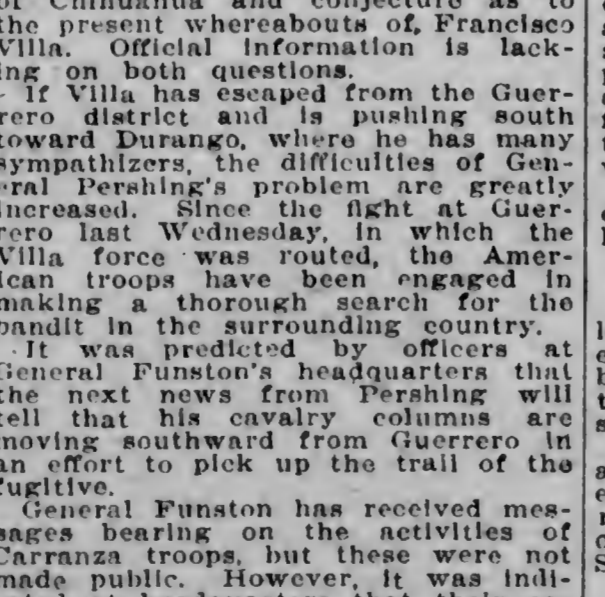 of Chihuahua and conjecture as to
the present whereabouts of, Francisco
Villa. Official information is lack-
ing on both questions.
If Villa has escaped from the Guer-
rero district and is pushing south
toward Durango, where he has many
sympathizers, the difficulties of Gen-
eral Pershing's problem are greatly
increased. Since the fight at Guer-
rero last Wednesday, in which the
Villa force was routed, the Amer-
ican troops have been engaged in
making a thorough search for the
bandit in the surrounding country.
It was predicted by officers at
General Funston's headquarters that
the next news from Pershing will
tell that his cavalry columns are
moving southward from Guerrero in
an effort to pick up the trail of the
fugitive.
General Funston has received mes-
sages bearing on the activities of
Carranza troops, but these were not
made public. However, it was indi-